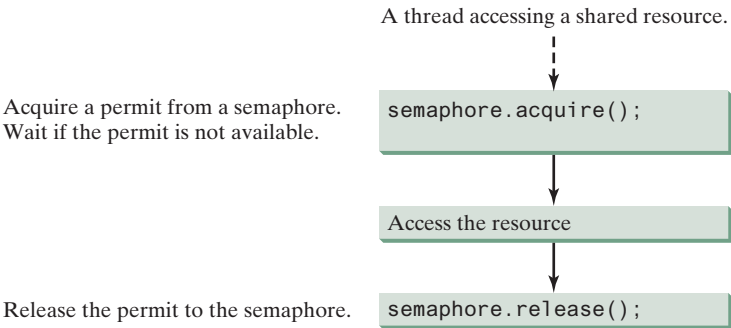 A thread accessing a shared resource.
Acquire a permit from a semaphore.
Wait if the permit is not available.
semaphore.acquire();
Access the resource
Release the permit to the semaphore.
semaphore.release();